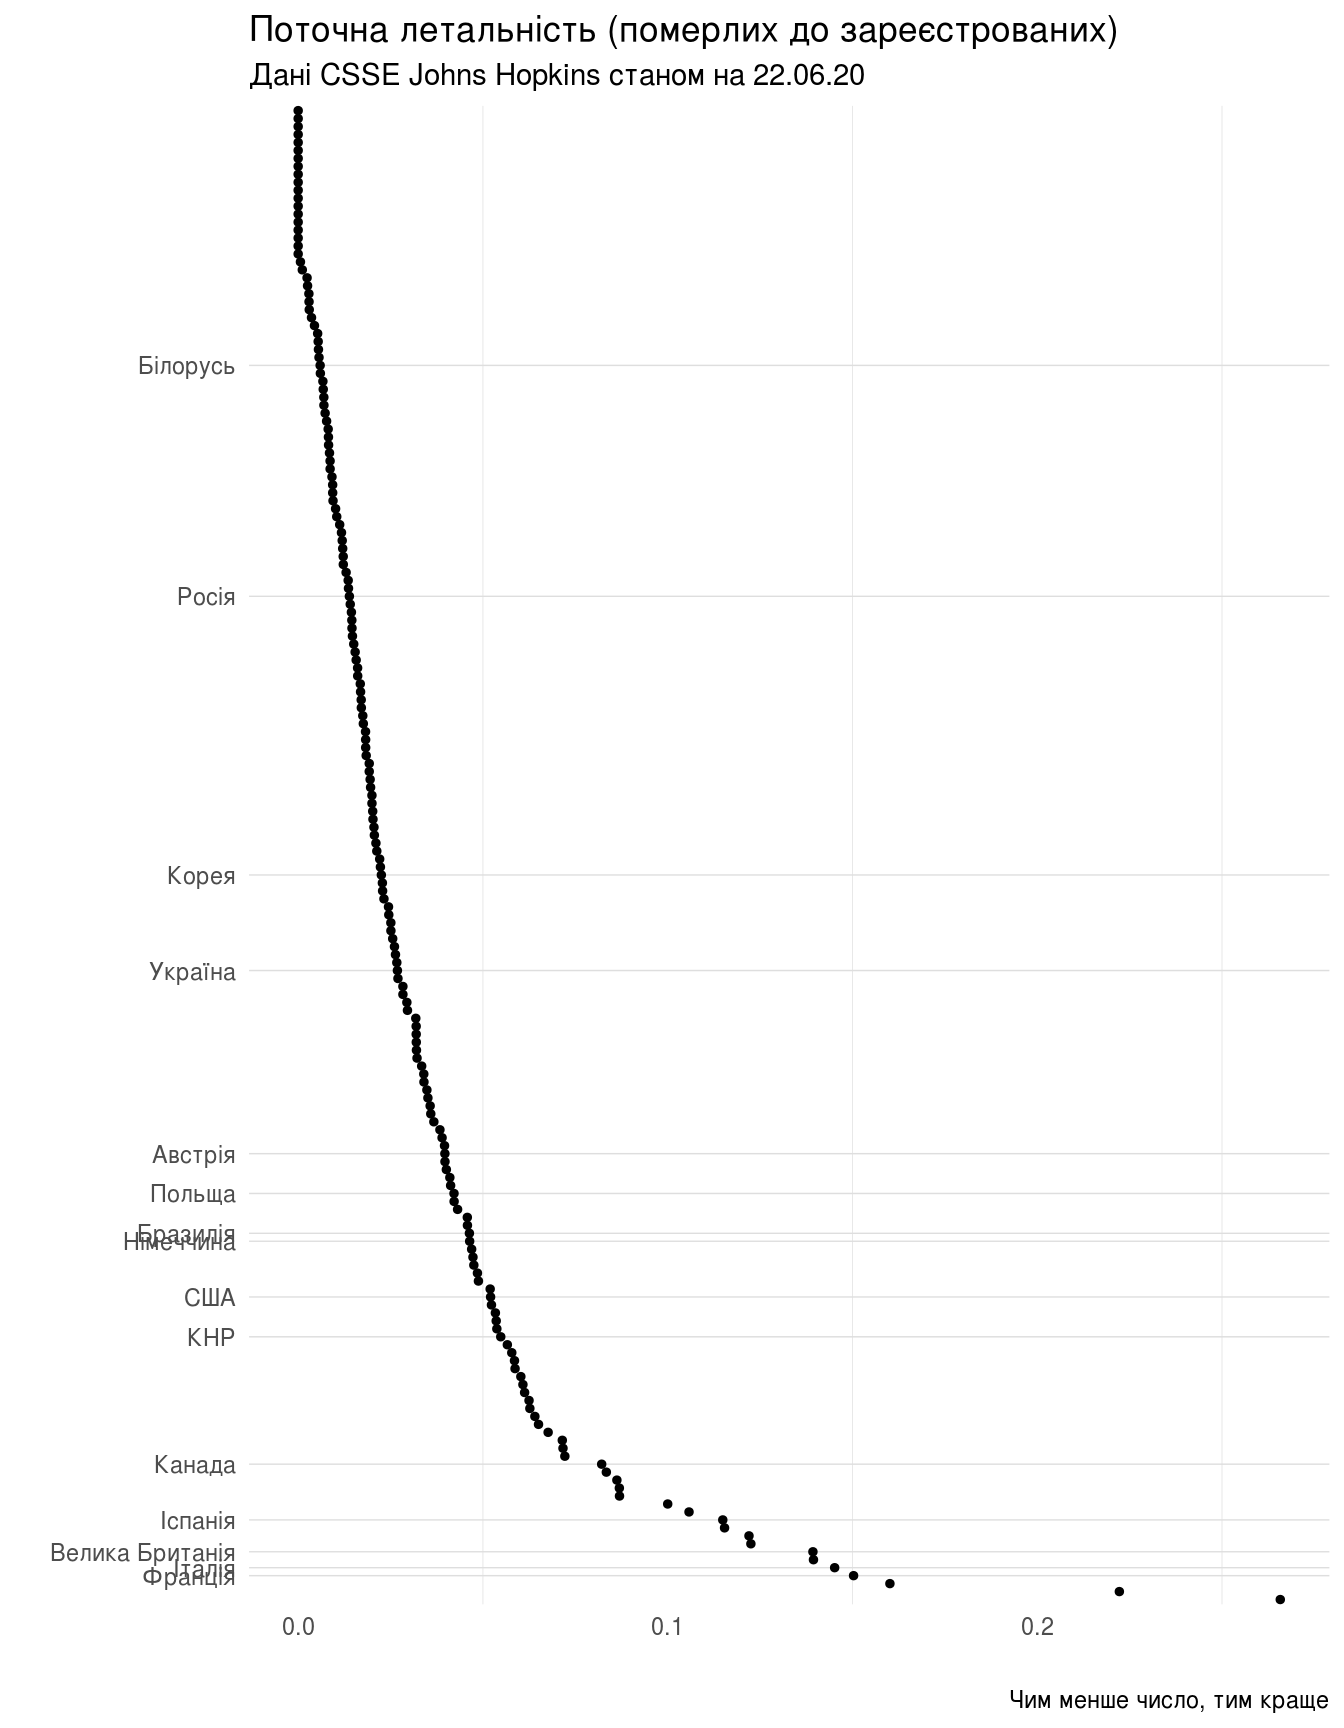 Поточна летальність (померлих до зареєстрованих)
Дані CSSE Johns Hopkins станом на 22.06.20
Білорусь
Росія
Корея
Україна
Австрія
Польща
Бразилія
Німеччина
США
КНР
Канада
Іспанія
Велика Британія
Італія
Франція
0.0 0.1 0.2
Чим менше число, тим краще